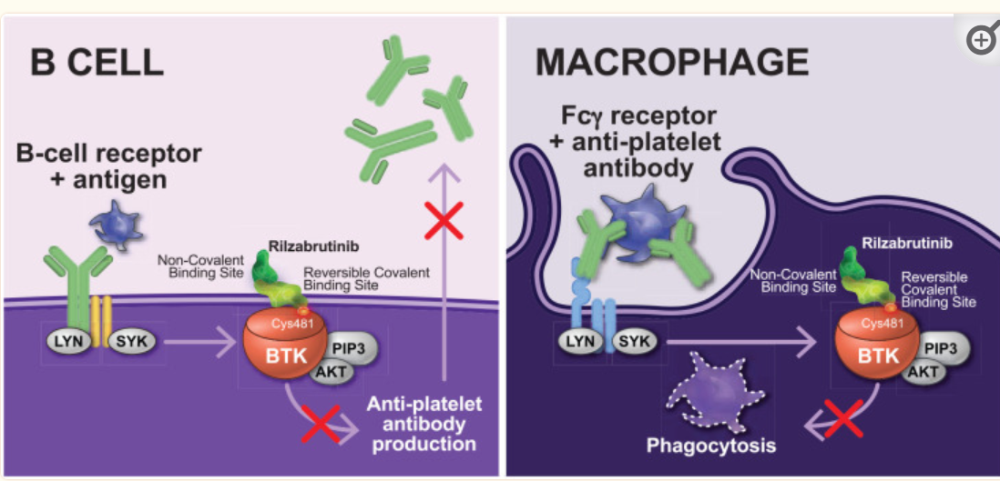 B CELL
B-cell receptor
+ antigen
Non-Covalent
Binding Site
Rilzabrutinib
Reversible Covalent
Binding Site
Cys481
LYN
SYK
BTK
PIP3
AKT
Anti-platelet
antibody
production
MACROPHAGE
Fcγ receptor
+ anti-platelet
antibody
Rilzabrutinib
Non-Covalent
Binding Site
Reversible
Covalent
Binding Site
Cys481
LYN
SYK
BTK
PIP3
AKT
Phagocytosis